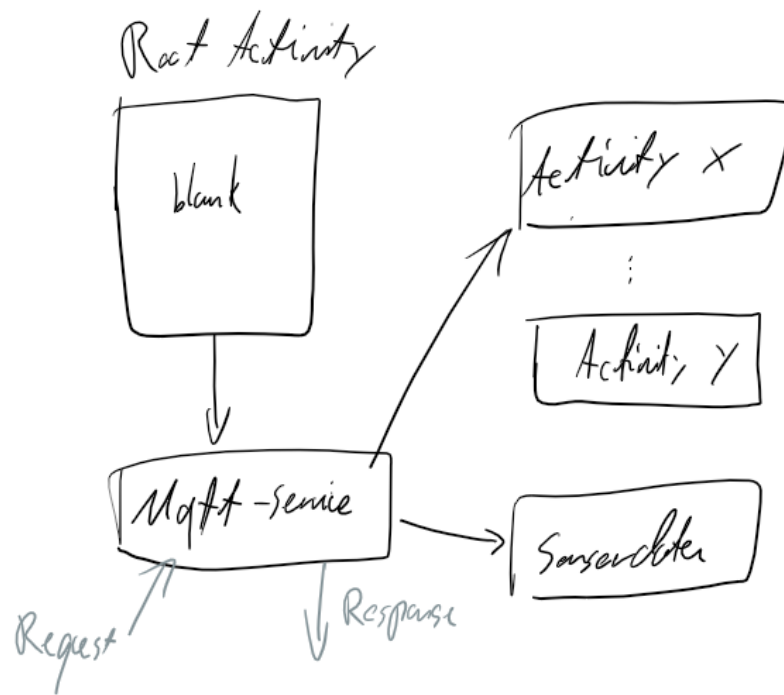 Root Activity
blank
Activity X
Activity Y
Mqtt-service
Sensordaten
Request
Response